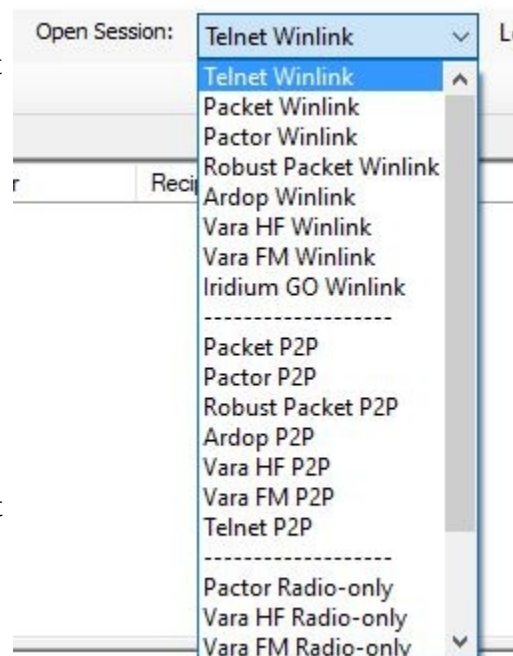 Open Session:
Telnet Winlink
Telnet Winlink
Packet Winlink
Pactor Winlink
Robust Packet Winlink
Ardop Winlink
Vara HF Winlink
Vara FM Winlink
Iridium GO Winlink
-------------------
Packet P2P
Pactor P2P
Robust Packet P2P
Ardop P2P
Vara HF P2P
Vara FM P2P
Telnet P2P
-------------------
Pactor Radio-only
Vara HF Radio-only
Vara FM Radio-only